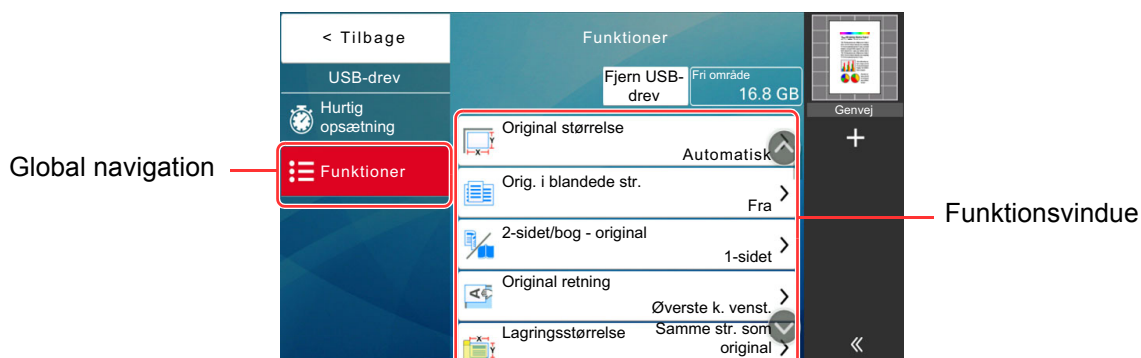 < Tilbage
USB-drev
Hurtig
opsætning
Funktioner
Global navigation
Funktioner
Fjern USB-
drev
Fri område
16.8 GB
Original størrelse
Automatisk
Orig. i blandede str.
Fra
2-sidet/bog - original
1-sidet
Original retning
Øverste k. venst.
Lagringsstørrelse
Samme str. som
original
Genvej
Funktionsvindue